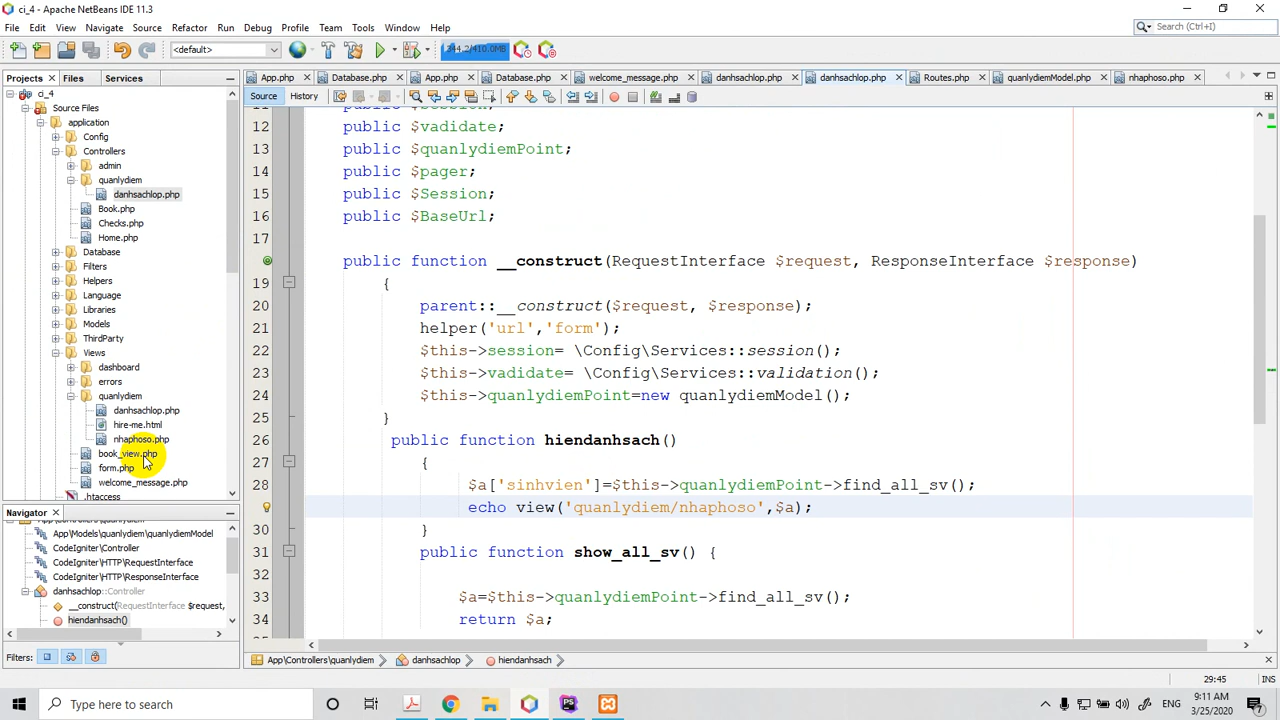 ci_4 - Apache NetBeans IDE 11.3
File Edit View Navigate Source Refactor Run Debug Profile Team Tools Window Help
Search (Ctrl+I)
<default>
344.2/410.0MB
Projects × Files Services
App.php
Database.php
App.php
Database.php
welcome_message.php
danhsachlop.php
danhsachlop.php
Routes.php
quanlydiemModel.php
nhaphoso.php
Source History
ci_4
Source Files
application
Config
Controllers
admin
quanlydiem
danhsachlop.php
Book.php
Checks.php
Home.php
Database
Filters
Helpers
Language
Libraries
Models
ThirdParty
Views
dashboard
errors
quanlydiem
danhsachlop.php
hire-me.html
nhaphoso.php
book_view.php
form.php
welcome_message.php
.htaccess
12 public $vadidate;
13 public $quanlydiemPoint;
14 public $pager;
15 public $Session;
16 public $BaseUrl;
17
18 public function __construct(RequestInterface $request, ResponseInterface $response)
19 {
20 parent::__construct($request, $response);
21 helper('url','form');
22 $this->session= \Config\Services::session();
23 $this->vadidate= \Config\Services::validation();
24 $this->quanlydiemPoint=new quanlydiemModel();
25 }
26 public function hiendanhsach()
27 {
28 $a['sinhvien']=$this->quanlydiemPoint->find_all_sv();
29 echo view('quanlydiem/nhaphoso',$a);
30 }
31 public function show_all_sv() {
32
33 $a=$this->quanlydiemPoint->find_all_sv();
34 return $a;
Navigator ×
App\Models\quanlydiem\quanlydiemModel
CodeIgniter\Controller
CodeIgniter\HTTP\RequestInterface
CodeIgniter\HTTP\ResponseInterface
danhsachlop::Controller
__construct(RequestInterface $request,
hiendanhsach()
Filters:
App\Controllers\quanlydiem danhsachlop hiendanhsach
29:45 INS
Type here to search
ENG
9:11 AM
3/25/2020
7